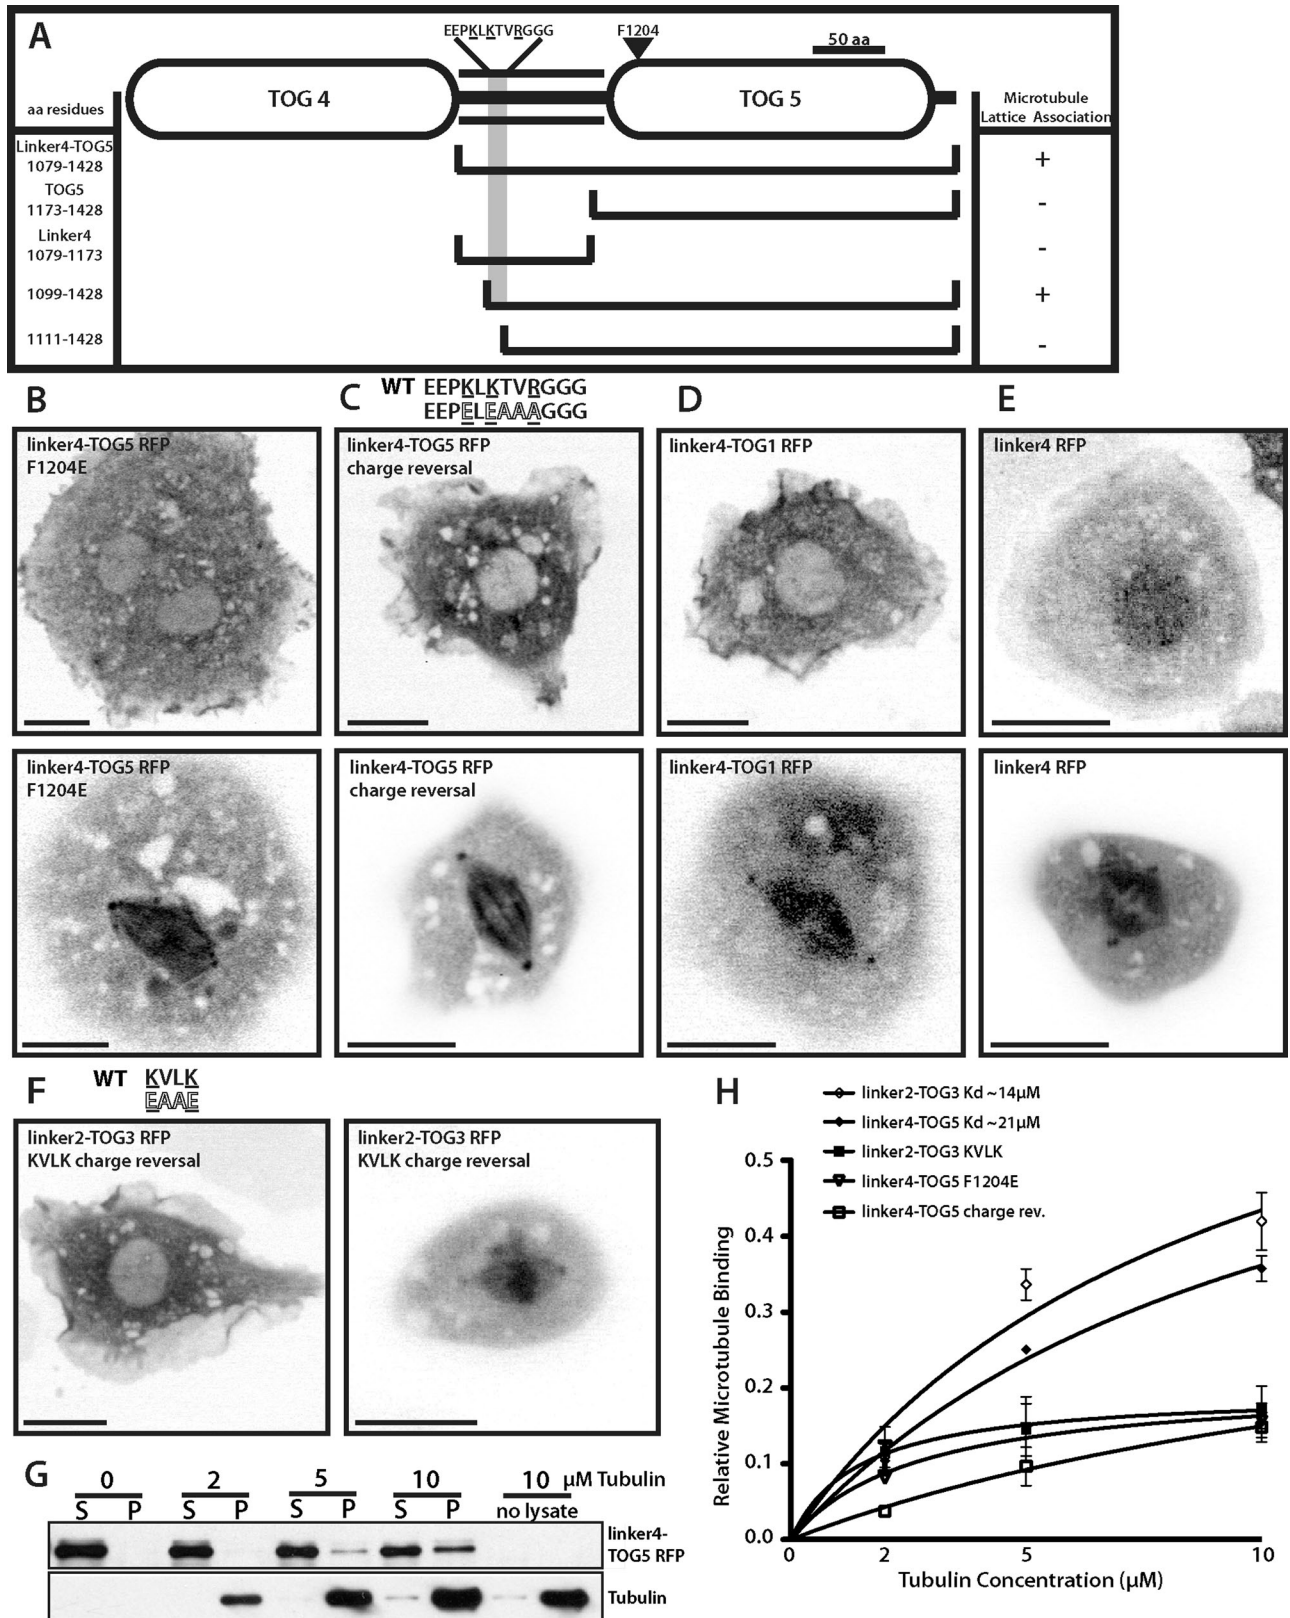 A
EEPKLKTVRGGG
F1204
50 aa
TOG 4
TOG 5
aa residues
Microtubule
Lattice Association
Linker4-TOG5
1079-1428
+
TOG5
1173-1428
-
Linker4
1079-1173
-
1099-1428
+
1111-1428
-
B
C
WT EEPKLKTVRGGG
EEPELEAAAGGG
D
E
linker4-TOG5 RFP
F1204E
linker4-TOG5 RFP
charge reversal
linker4-TOG1 RFP
linker4 RFP
linker4-TOG5 RFP
F1204E
linker4-TOG5 RFP
charge reversal
linker4-TOG1 RFP
linker4 RFP
F
WT KVLK
EAAE
linker2-TOG3 RFP
KVLK charge reversal
linker2-TOG3 RFP
KVLK charge reversal
G
0 2 5 10 10 µM Tubulin
S P S P S P S P no lysate
linker4-
TOG5 RFP
Tubulin
H
linker2-TOG3 Kd ~14µM
linker4-TOG5 Kd ~21µM
linker2-TOG3 KVLK
linker4-TOG5 F1204E
linker4-TOG5 charge rev.
Relative Microtubule Binding
0.5
0.4
0.3
0.2
0.1
0.0
0 2 5 10
Tubulin Concentration (µM)